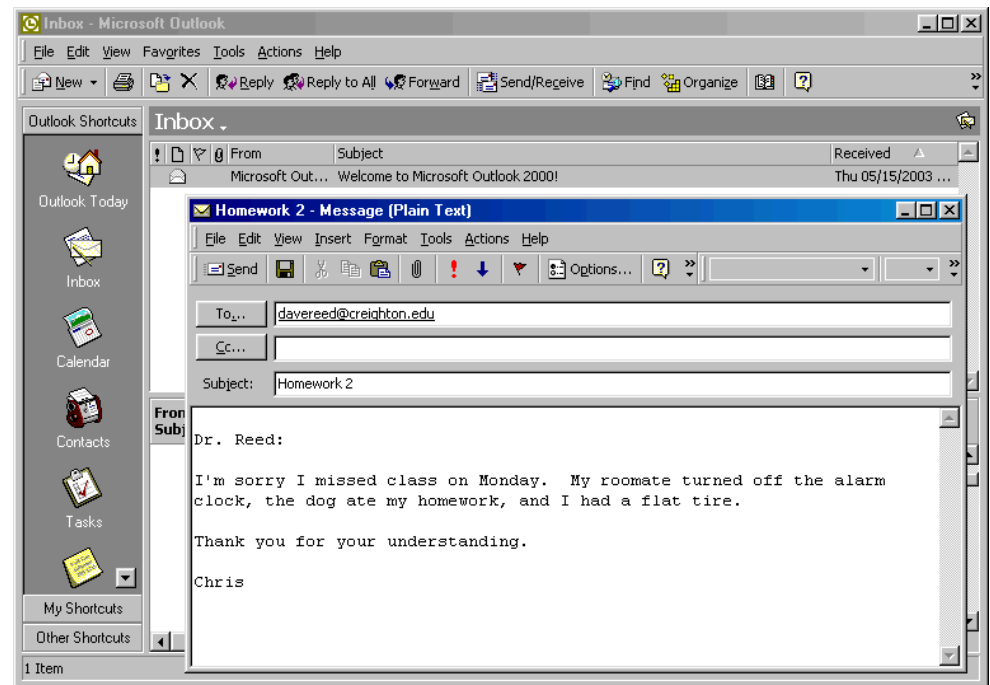 Inbox - Microsoft Outlook
File Edit View Favorites Tools Actions Help
New Reply Reply to All Forward Send/Receive Find Organize
Outlook Shortcuts
Inbox
From Subject Received
Microsoft Out... Welcome to Microsoft Outlook 2000! Thu 05/15/2003 ...
Outlook Today
Inbox
Calendar
Contacts
Tasks
My Shortcuts
Other Shortcuts
1 Item
Homework 2 - Message (Plain Text)
File Edit View Insert Format Tools Actions Help
Send Options...
To... davereed@creighton.edu
Cc...
Subject: Homework 2
From
Subj
Dr. Reed:
I'm sorry I missed class on Monday. My roomate turned off the alarm
clock, the dog ate my homework, and I had a flat tire.
Thank you for your understanding.
Chris